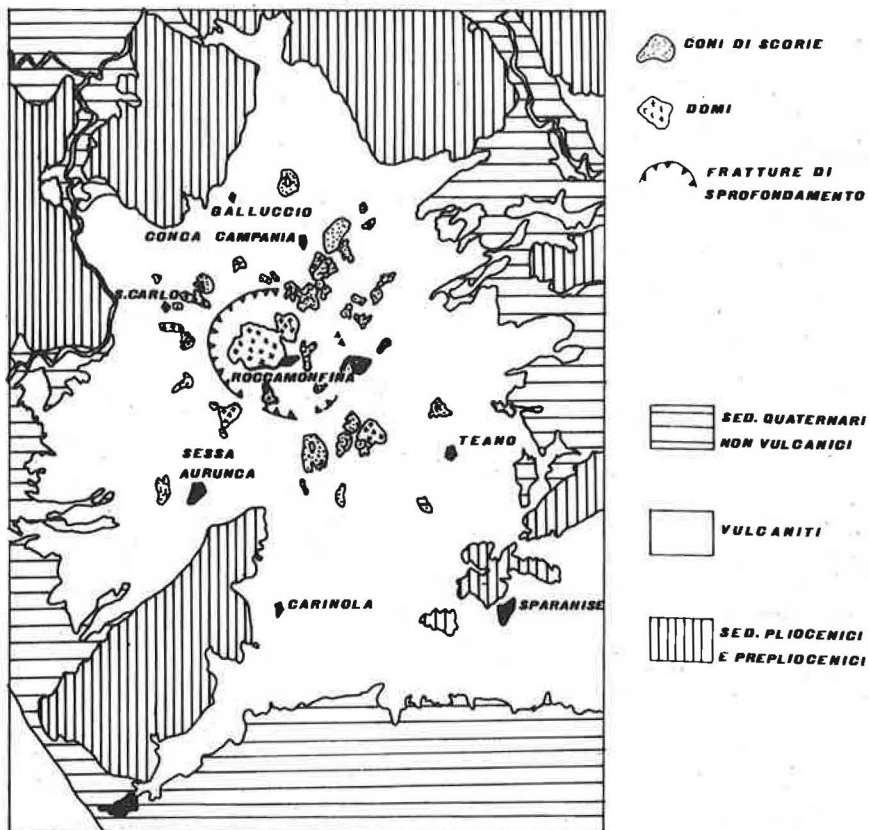 CONI DI SCORIE
DOMI
FRATTURE DI
SPROFONDAMENTO
GALLUCCIO
CONCA CAMPANIA
S.CARLO
ROCCAMONFINA
SESSA
AURUNCA
TEANO
CARINOLA
SPARANISE
SED. QUATERNARI
NON VULCANICI
VULCANITI
SED. PLIOCENICI
E PREPLIOCENICI